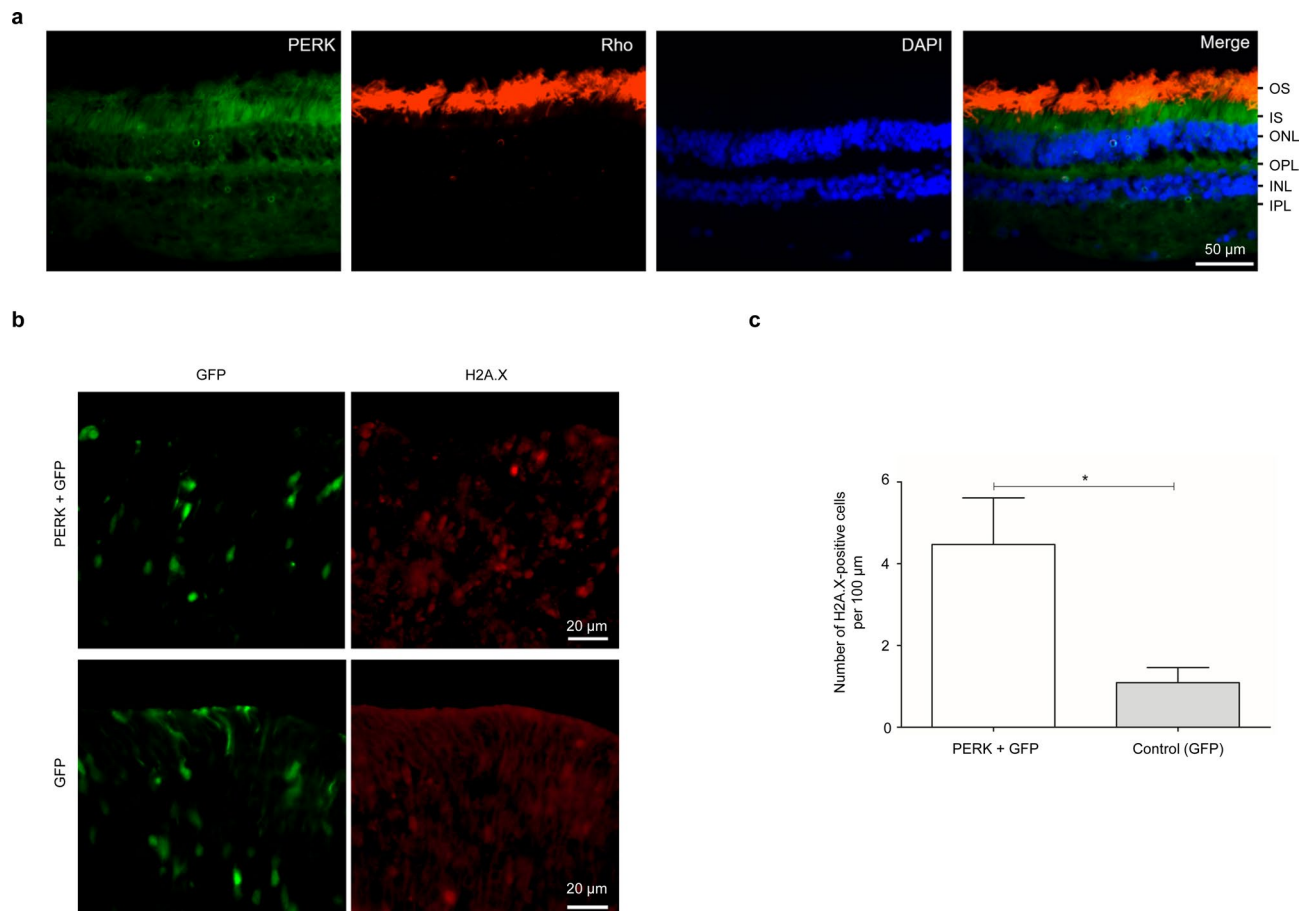 a
PERK
Rho
DAPI
Merge
OS
IS
ONL
OPL
INL
IPL
50 µm
b
c
GFP
H2A.X
PERK + GFP
20 µm
GFP
20 µm
Number of H2A.X-positive cells
per 100 µm
6
4
2
0
*
PERK + GFP
Control (GFP)